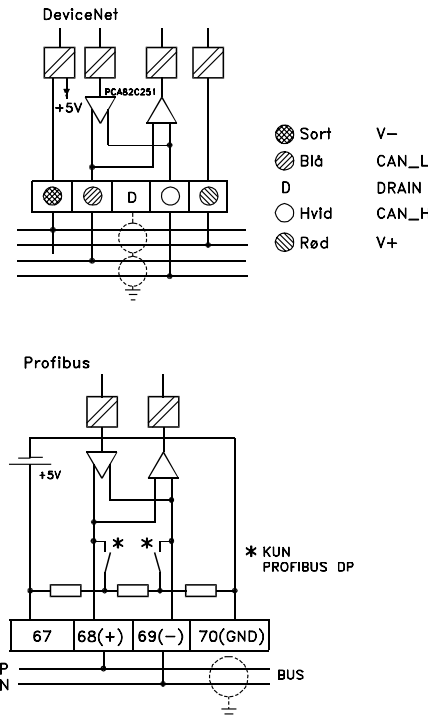 DeviceNet
PCA82C251
+5V
Sort V-
Blå CAN_L
D DRAIN
Hvid CAN_H
Rød V+
D
Profibus
+5V
* *
* KUN
PROFIBUS DP
67 68(+) 69(-) 70(GND)
P
N
BUS